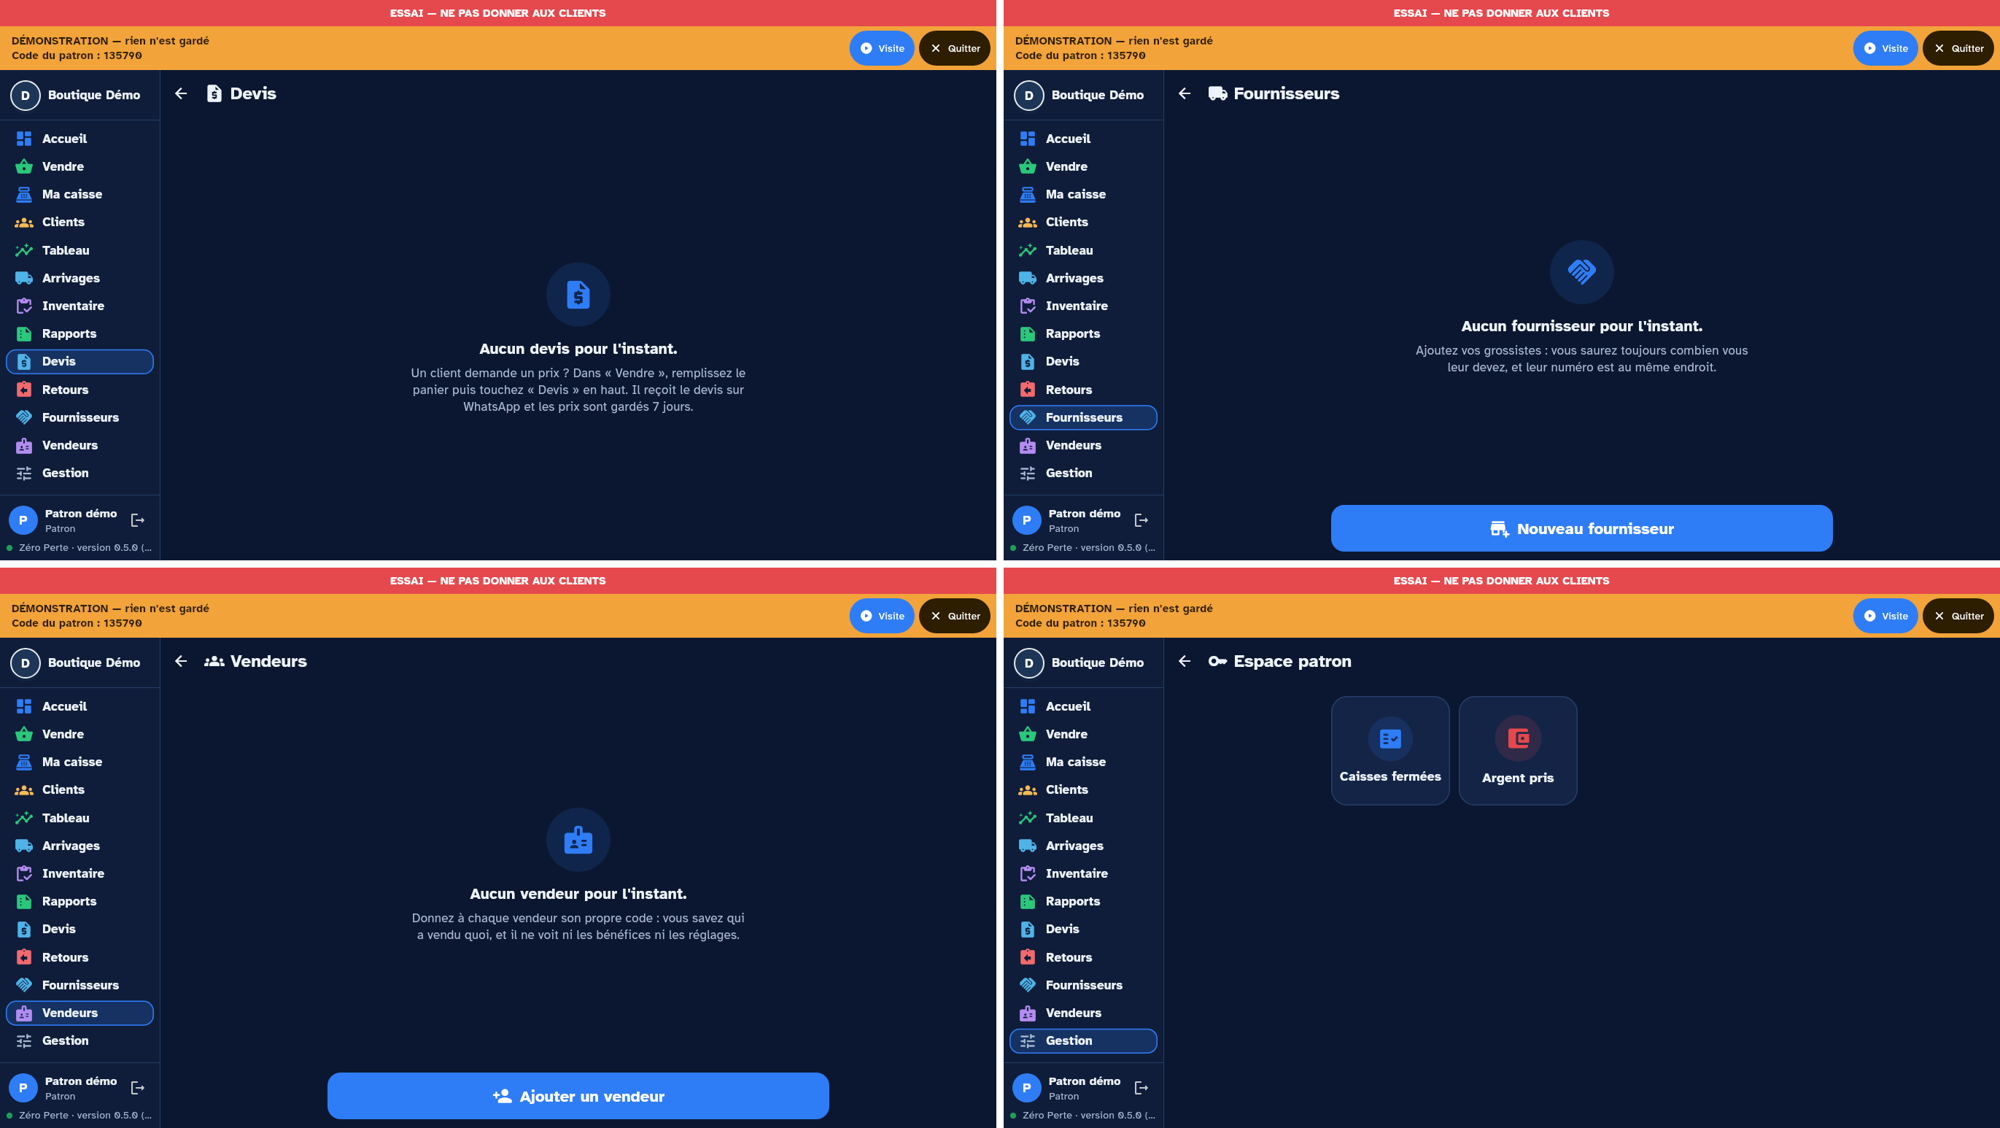 ESSAI — NE PAS DONNER AUX CLIENTS
DÉMONSTRATION — rien n'est gardé
Code du patron : 135790
Visite
Quitter
D
Boutique Démo
Accueil
Vendre
Ma caisse
Clients
Tableau
Arrivages
Inventaire
Rapports
Devis
Retours
Fournisseurs
Vendeurs
Gestion
P
Patron démo
Patron
Zéro Perte · version 0.5.0 (...
Devis
Aucun devis pour l'instant.
Un client demande un prix ? Dans « Vendre », remplissez le
panier puis touchez « Devis » en haut. Il reçoit le devis sur
WhatsApp et les prix sont gardés 7 jours.
ESSAI — NE PAS DONNER AUX CLIENTS
DÉMONSTRATION — rien n'est gardé
Code du patron : 135790
Visite
Quitter
D
Boutique Démo
Accueil
Vendre
Ma caisse
Clients
Tableau
Arrivages
Inventaire
Rapports
Devis
Retours
Fournisseurs
Vendeurs
Gestion
P
Patron démo
Patron
Zéro Perte · version 0.5.0 (...
Fournisseurs
Aucun fournisseur pour l'instant.
Ajoutez vos grossistes : vous saurez toujours combien vous
leur devez, et leur numéro est au même endroit.
Nouveau fournisseur
ESSAI — NE PAS DONNER AUX CLIENTS
DÉMONSTRATION — rien n'est gardé
Code du patron : 135790
Visite
Quitter
D
Boutique Démo
Accueil
Vendre
Ma caisse
Clients
Tableau
Arrivages
Inventaire
Rapports
Devis
Retours
Fournisseurs
Vendeurs
Gestion
P
Patron démo
Patron
Zéro Perte · version 0.5.0 (...
Vendeurs
Aucun vendeur pour l'instant.
Donnez à chaque vendeur son propre code : vous savez qui
a vendu quoi, et il ne voit ni les bénéfices ni les réglages.
Ajouter un vendeur
ESSAI — NE PAS DONNER AUX CLIENTS
DÉMONSTRATION — rien n'est gardé
Code du patron : 135790
Visite
Quitter
D
Boutique Démo
Accueil
Vendre
Ma caisse
Clients
Tableau
Arrivages
Inventaire
Rapports
Devis
Retours
Fournisseurs
Vendeurs
Gestion
P
Patron démo
Patron
Zéro Perte · version 0.5.0 (...
Espace patron
Caisses fermées
Argent pris